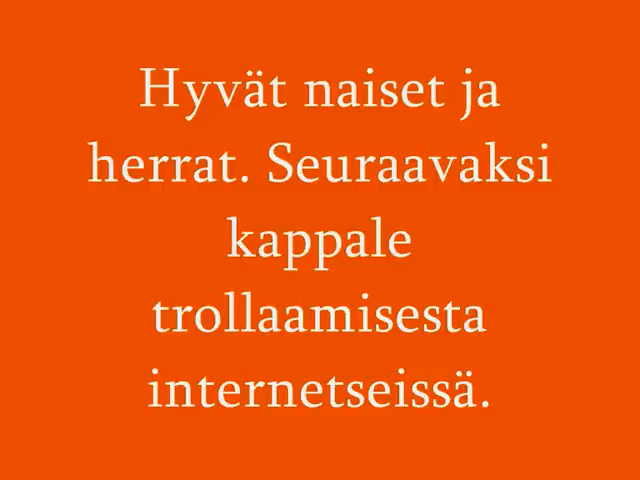 Hyvät naiset ja
herrat. Seuraavaksi
kappale
trollaamisesta
internetseissä.